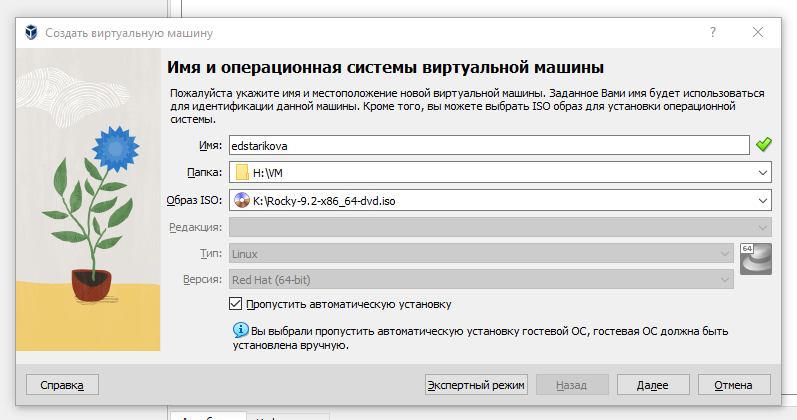 Создать виртуальную машину
Имя и операционная системы виртуальной машины
Пожалуйста укажите имя и местоположение новой виртуальной машины. Заданное Вами имя будет использоваться
для идентификации данной машины. Кроме того, вы можете выбрать ISO образ для установки операционной
системы.
Имя: edstarikova
Папка: H:\VM
Образ ISO: K:\Rocky-9.2-x86_64-dvd.iso
Редакция:
Тип: Linux
64
Версия: Red Hat (64-bit)
Пропустить автоматическую установку
Вы выбрали пропустить автоматическую установку гостевой ОС, гостевая ОС должна быть
установлена вручную.
Справка Экспертный режим Назад Далее Отмена